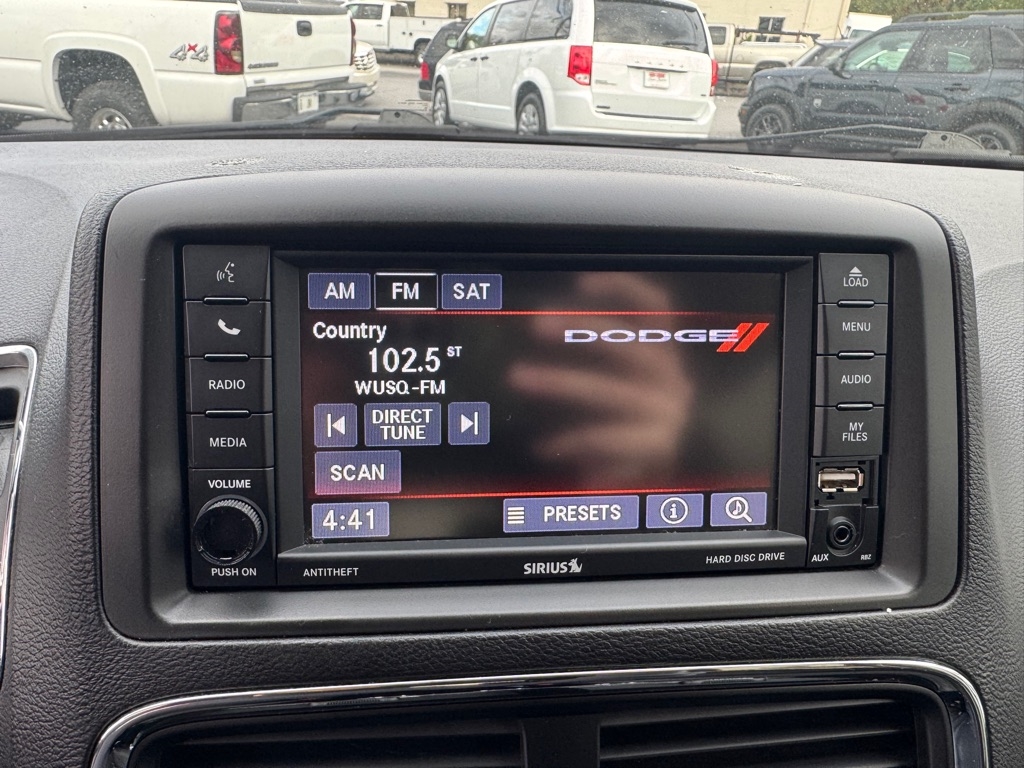 4x4
AM FM SAT
LOAD
Country
DODGE
MENU
102.5 ST
WUSQ-FM
RADIO
AUDIO
DIRECT
TUNE
MY
FILES
MEDIA
SCAN
VOLUME
4:41
PRESETS
i
PUSH ON
ANTITHEFT
SIRIUS
HARD DISC DRIVE
AUX
RBZ